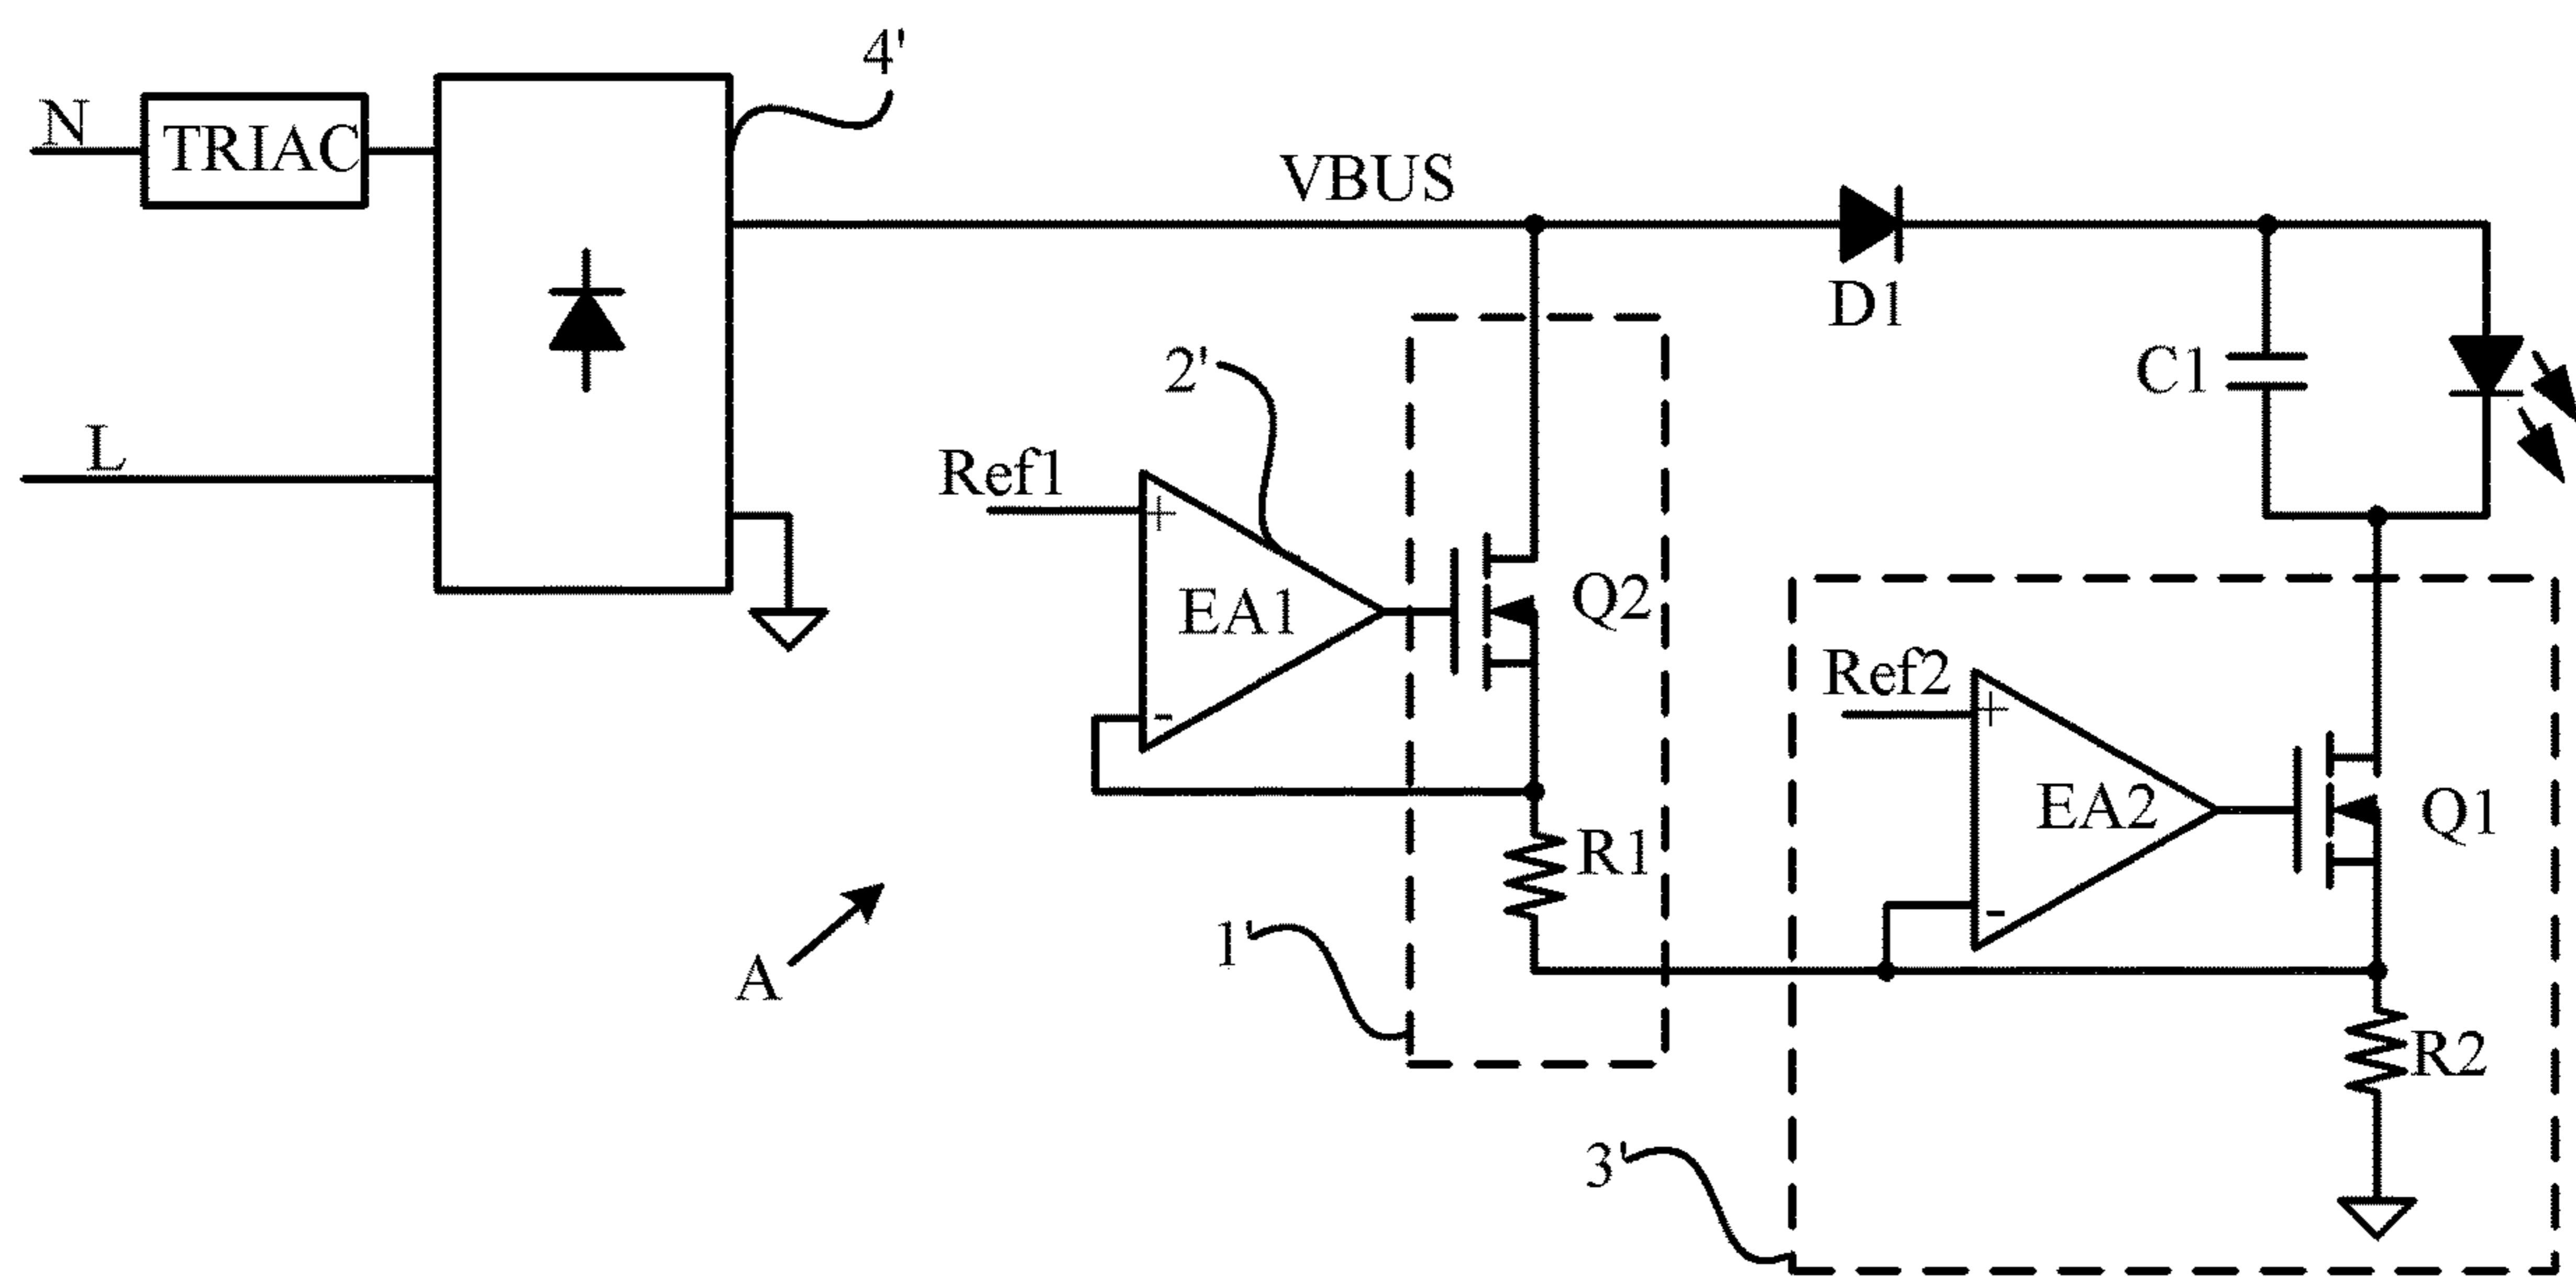 4'
N
TRIAC
VBUS
D1
L
2'
C1
Ref1
+
EA1
Q2
-
Ref2
+
EA2
Q1
-
R1
1'
A
R2
3'